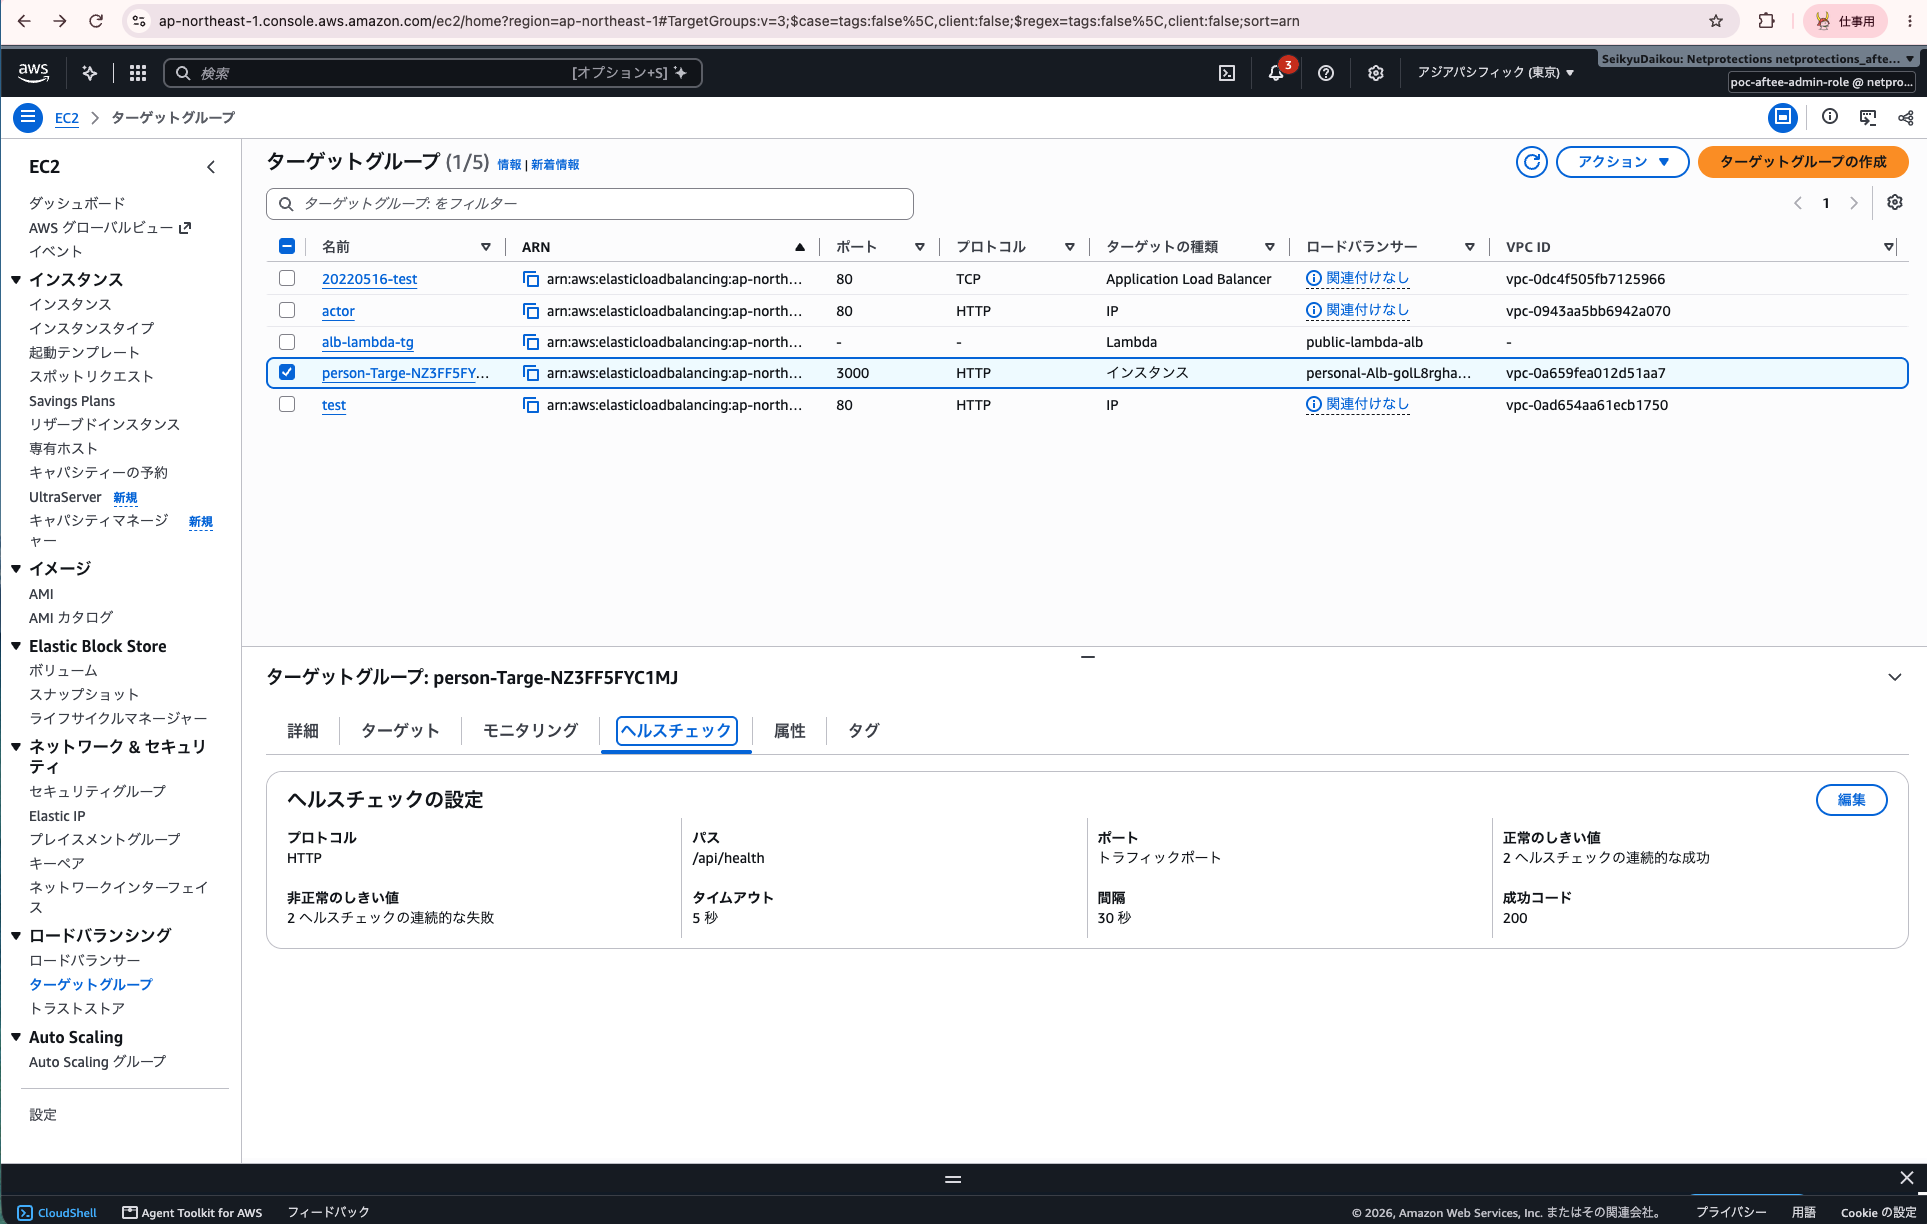 ap-northeast-1.console.aws.amazon.com/ec2/home?region=ap-northeast-1#TargetGroups:v=3;$case=tags:false%5C,client:false;$regex=tags:false%5C,client:false;sort=arn
仕事用
aws
検索
[オプション+S]
3
アジアパシフィック (東京)
SeikyuDaikou: Netprotections netprotections_afte...
poc-aftee-admin-role @ netpro...
EC2
ターゲットグループ
EC2
ダッシュボード
AWS グローバルビュー
イベント
インスタンス
インスタンス
インスタンスタイプ
起動テンプレート
スポットリクエスト
Savings Plans
リザーブドインスタンス
専有ホスト
キャパシティーの予約
UltraServer 新規
キャパシティマネージ 新規
ャー
イメージ
AMI
AMI カタログ
Elastic Block Store
ボリューム
スナップショット
ライフサイクルマネージャー
ネットワーク & セキュリ
ティ
セキュリティグループ
Elastic IP
プレイスメントグループ
キーペア
ネットワークインターフェイ
ス
ロードバランシング
ロードバランサー
ターゲットグループ
トラストストア
Auto Scaling
Auto Scaling グループ
設定
ターゲットグループ (1/5) 情報 | 新着情報
アクション
ターゲットグループの作成
ターゲットグループ: をフィルター
1
名前 ARN ポート プロトコル ターゲットの種類 ロードバランサー VPC ID
20220516-test arn:aws:elasticloadbalancing:ap-north... 80 TCP Application Load Balancer 関連付けなし vpc-0dc4f505fb7125966
actor arn:aws:elasticloadbalancing:ap-north... 80 HTTP IP 関連付けなし vpc-0943aa5bb6942a070
alb-lambda-tg arn:aws:elasticloadbalancing:ap-north... - - Lambda public-lambda-alb -
person-Targe-NZ3FF5FY... arn:aws:elasticloadbalancing:ap-north... 3000 HTTP インスタンス personal-Alb-golL8rgha... vpc-0a659fea012d51aa7
test arn:aws:elasticloadbalancing:ap-north... 80 HTTP IP 関連付けなし vpc-0ad654aa61ecb1750
ターゲットグループ: person-Targe-NZ3FF5FYC1MJ
詳細 ターゲット モニタリング ヘルスチェック 属性 タグ
ヘルスチェックの設定
編集
プロトコル
HTTP
パス
/api/health
ポート
トラフィックポート
正常のしきい値
2 ヘルスチェックの連続的な成功
非正常のしきい値
2 ヘルスチェックの連続的な失敗
タイムアウト
5 秒
間隔
30 秒
成功コード
200
CloudShell
Agent Toolkit for AWS
フィードバック
© 2026, Amazon Web Services, Inc. またはその関連会社。
プライバシー
用語
Cookie の設定